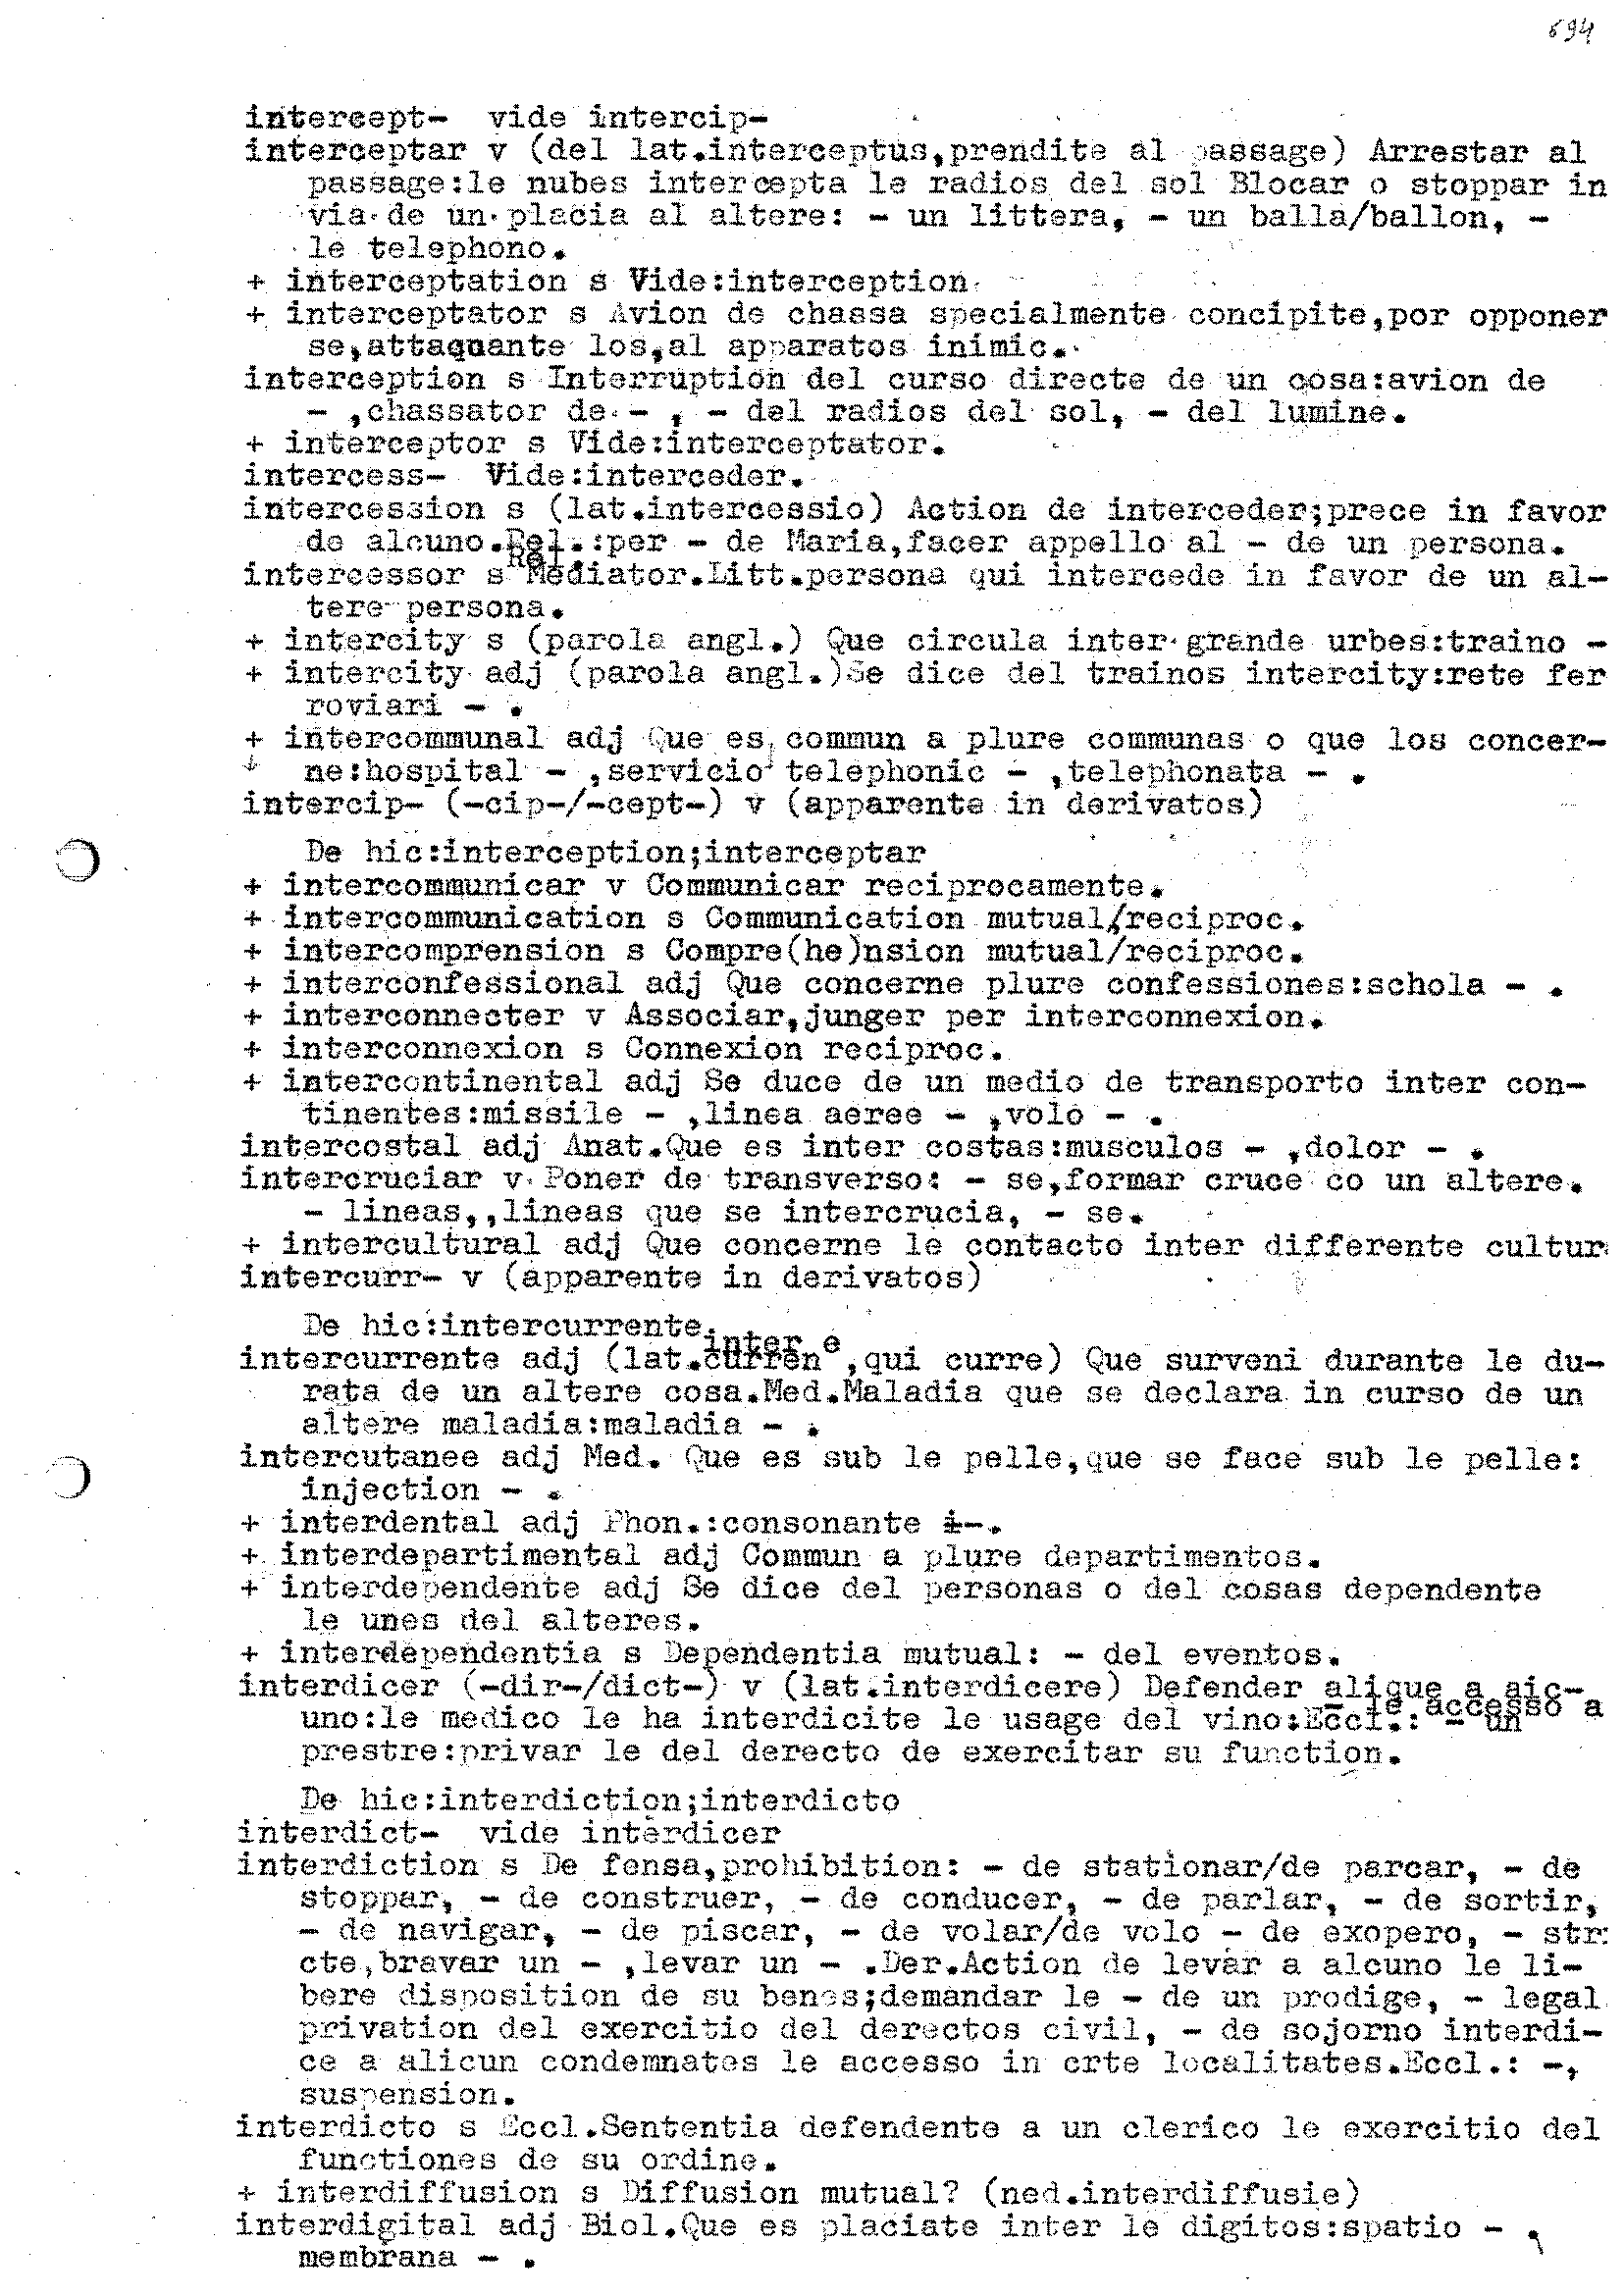 694
intercept- vide intercip-
interceptar v (del lat.interceptus,prendite al passage) Arrestar al
passage:le nubes intercepta le radios del sol Blocar o stoppar in
via de un placia al altere: - un littera, - un balla/ballon, -
le telephono.
+ interceptation s Vide:interception
+ interceptator s Avion de chassa specialmente concipite,por opponer
se,attaquante los,al apparatos inimic.
interception s Interruption del curso directe de un cosa:avion de
- ,chassator de - , - del radios del sol, - del lumine.
+ interceptor s Vide:interceptator.
intercess- Vide:interceder.
intercession s (lat.intercessio) Action de interceder;prece in favor
de alcuno.Rel.:per - de Maria,facer appello al - de un persona.
intercessor s Rel. Mediator.Litt.persona qui intercede in favor de un al-
tere persona.
+ intercity s (parola angl.) Que circula inter grande urbes:traino -
+ intercity adj (parola angl.)Se dice del trainos intercity:rete fer
roviari - .
+ intercommunal adj Que es commun a plure communas o que los concer-
ne:hospital - ,servicio telephonic - ,telephonata - .
intercip- (-cip-/-cept-) v (apparente in derivatos)
De hic:interception;interceptar
+ intercommunicar v Communicar reciprocamente.
+ intercommunication s Communication mutual/reciproc.
+ intercomprension s Compre(he)nsion mutual/reciproc.
+ interconfessional adj Que concerne plure confessiones:schola - .
+ interconnecter v Associar,junger per interconnexion.
+ interconnexion s Connexion reciproc.
+ intercontinental adj Se duce de un medio de transporto inter con-
tinentes:missile - ,linea aeree - ,volo - .
intercostal adj Anat.Que es inter costas:musculos - ,dolor - .
intercruciar v Poner de transverso: - se,formar cruce co un altere.
- lineas,,lineas que se intercrucia, - se.
+ intercultural adj Que concerne le contacto inter differente cultur
intercurr- v (apparente in derivatos)
De hic:intercurrente
intercurrente adj (lat. ,qui curre) Que surveni durante le du-
rata de un altere cosa.Med.Maladia que se declara in curso de un
altere maladia:maladia - .
intercutanee adj Med. Que es sub le pelle,que se face sub le pelle:
injection - .
+ interdental adj Phon.:consonante -.
+ interdepartimental adj Commun a plure departimentos.
+ interdependente adj Se dice del personas o del cosas dependente
le unes del alteres.
+ interdependentia s Dependentia mutual: - del eventos.
interdicer (-dir-/dict-) v (lat.interdicere) Defender alique a alc-
uno:le medico le ha interdicite le usage del vino:Eccl.: - le accesso a un
prestre:privar le del derecto de exercitar su function.
De hic:interdiction;interdicto
interdict- vide interdicer
interdiction s De fensa,prohibition: - de stationar/de parcar, - de
stoppar, - de construer, - de conducer, - de parlar, - de sortir,
- de navigar, - de piscar, - de volar/de volo - de exopero, - stri
cte,bravar un - ,levar un - .Der.Action de levar a alcuno le li-
bere disposition de su benes;demandar le - de un prodige, - legal
privation del exercitio del derectos civil, - de sojorno interdi-
ce a alicun condemnates le accesso in crte localitates.Eccl.: -,
suspension.
interdicto s Eccl.Sententia defendente a un clerico le exercitio del
functiones de su ordine.
+ interdiffusion s Diffusion mutual? (ned.interdiffusie)
interdigital adj Biol.Que es placiate inter le digitos:spatio - ,
membrana - .